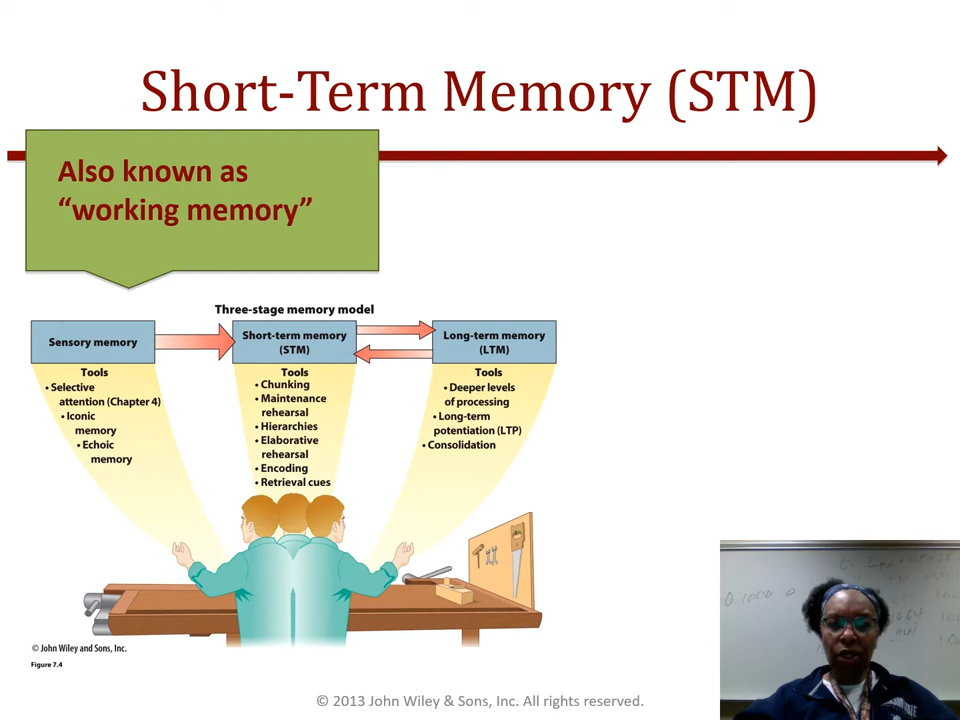 Short-Term Memory (STM)
Also known as
“working memory”
Three-stage memory model
Sensory memory
Tools
• Selective
attention (Chapter 4)
• Iconic
memory
• Echoic
memory
Short-term memory
(STM)
Tools
• Chunking
• Maintenance
rehearsal
• Hierarchies
• Elaborative
rehearsal
• Encoding
• Retrieval cues
Long-term memory
(LTM)
Tools
• Deeper levels
of processing
• Long-term
potentiation (LTP)
• Consolidation
© John Wiley and Sons, Inc.
Figure 7.4
© 2013 John Wiley & Sons, Inc. All rights reserved.